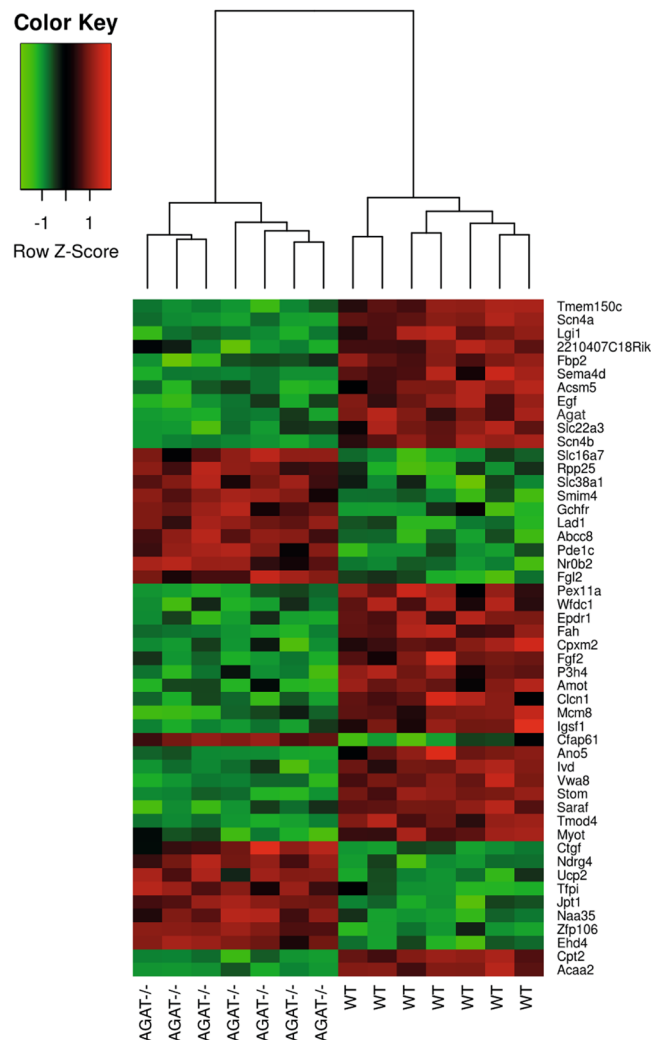 Color Key
-1 1
Row Z-Score
Tmem150c
Scn4a
Lgi1
2210407C18Rik
Fbp2
Sema4d
Acsm5
Egf
Agat
Slc22a3
Scn4b
Slc16a7
Rpp25
Slc38a1
Smim4
Gchfr
Lad1
Abcc8
Pde1c
Nr0b2
Fgl2
Pex11a
Wfdc1
Epdr1
Fah
Cpxm2
Fgf2
P3h4
Amot
Clcn1
Mcm8
Igsf1
Cfap61
Ano5
Ivd
Vwa8
Stom
Saraf
Tmod4
Myot
Ctgf
Ndrg4
Ucp2
Tfpi
Jpt1
Naa35
Zfp106
Ehd4
Cpt2
Acaa2
AGAT-/-
AGAT-/-
AGAT-/-
AGAT-/-
AGAT-/-
AGAT-/-
AGAT-/-
WT
WT
WT
WT
WT
WT
WT